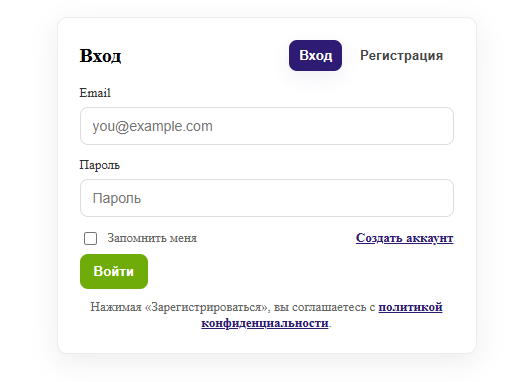 Вход
Вход Регистрация
Email
you@example.com
Пароль
Пароль
Запомнить меня Создать аккаунт
Войти
Нажимая «Зарегистрироваться», вы соглашаетесь с политикой
конфиденциальности.